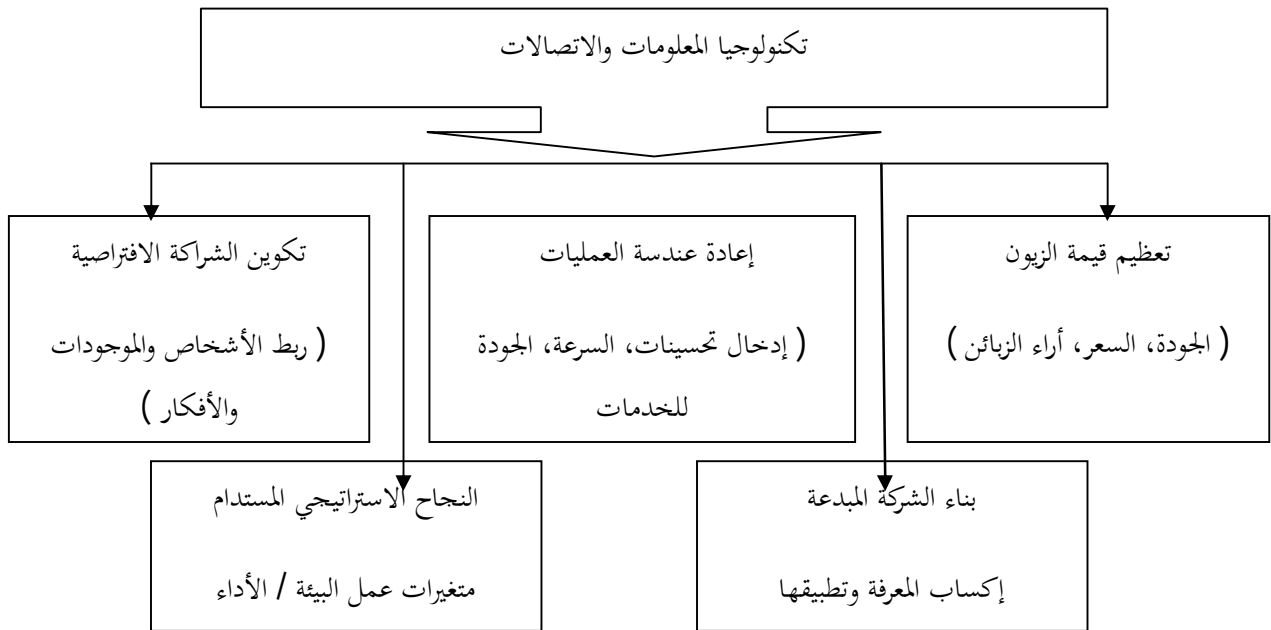 تكنولوجيا المعلومات والاتصالات
تعظيم قيمة الزبون
( الجودة، السعر، أراء الزبائن )
إعادة عندسة العمليات
( إدخال تحسينات، السرعة، الجودة
للخدمات
تكوين الشراكة الافتراصية
( ربط الأشخاص والموجودات
والأفكار )
بناء الشركة المبدعة
إكساب المعرفة وتطبيقها
النجاح الاستراتيجي المستدام
متغيرات عمل البيئة / الأداء